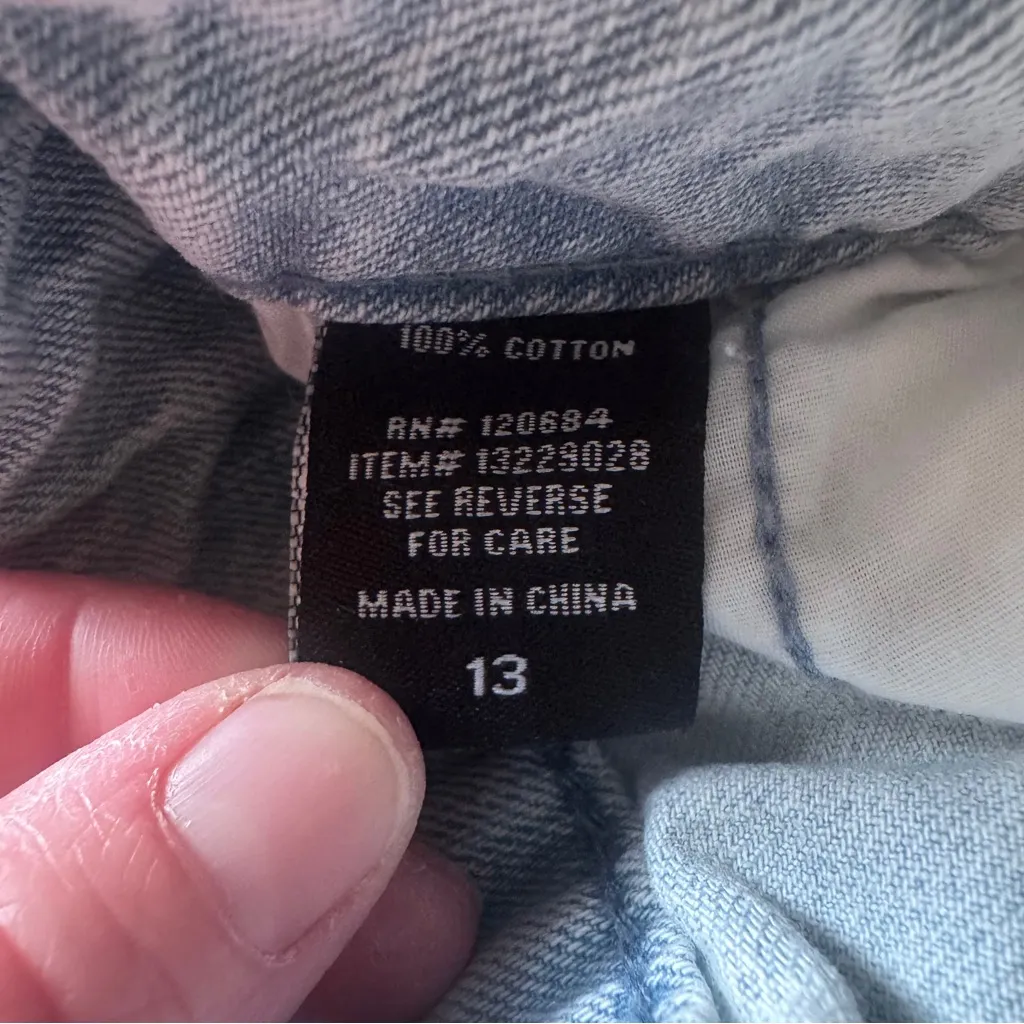 100% COTTON
RN# 120684
ITEM# 13229028
SEE REVERSE
FOR CARE
MADE IN CHINA
13